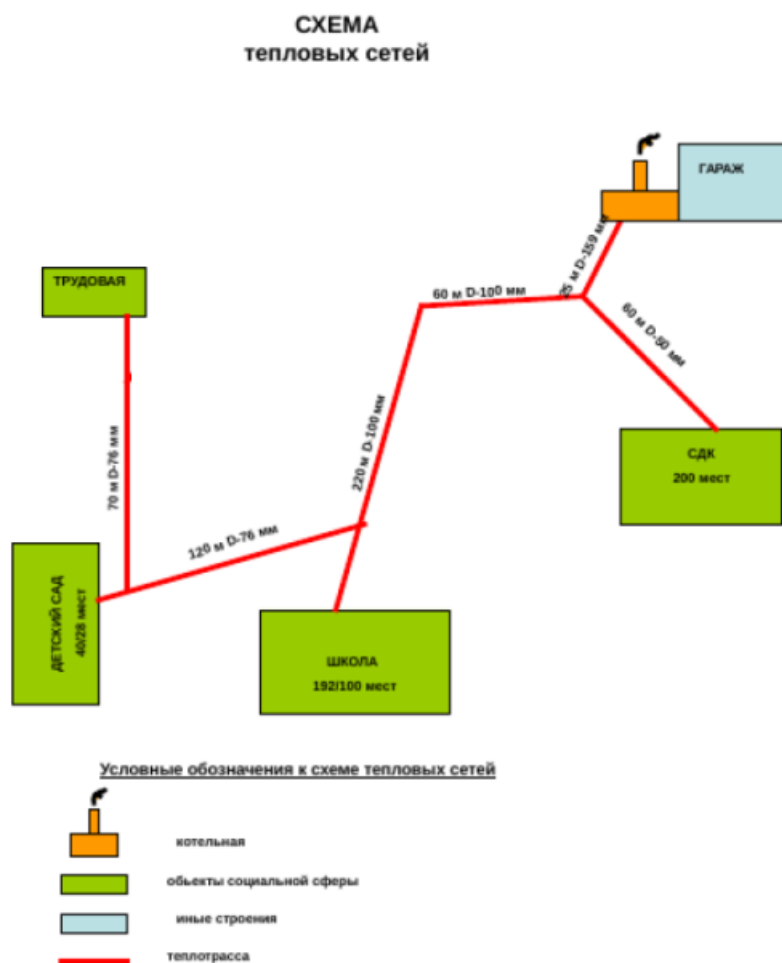 СХЕМА
тепловых сетей
ГАРАЖ
25 м D-159 мм
60 м D-100 мм
ТРУДОВАЯ
60 м D-50 мм
220 м D-100 мм
70 м D-76 мм
СДК
200 мест
120 м D-76 мм
ДЕТСКИЙ САД
40/28 мест
ШКОЛА
192/100 мест
Условные обозначения к схеме тепловых сетей
котельная
обьекты социальной сферы
иные строения
теплотрасса